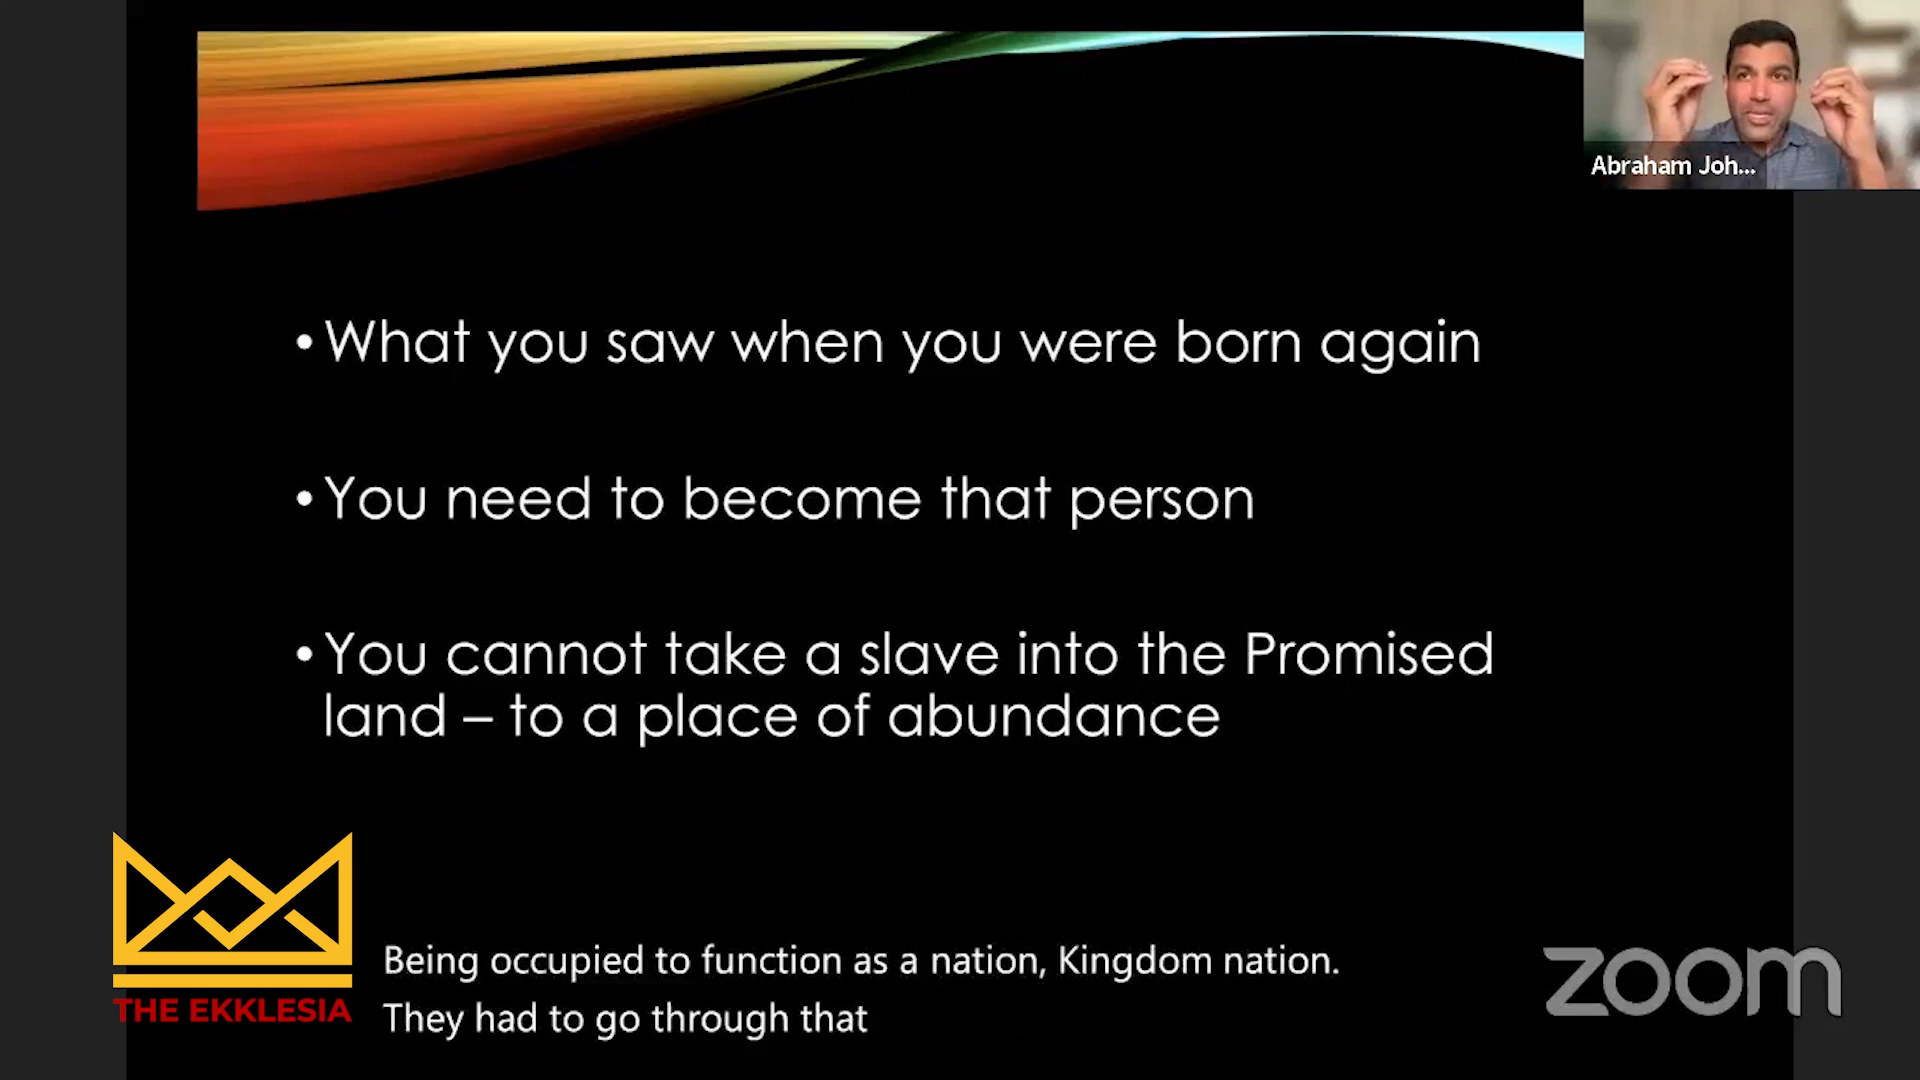 Abraham Joh...
• What you saw when you were born again
• You need to become that person
• You cannot take a slave into the Promised
land – to a place of abundance
THE EKKLESIA
Being occupied to function as a nation, Kingdom nation.
They had to go through that
zoom